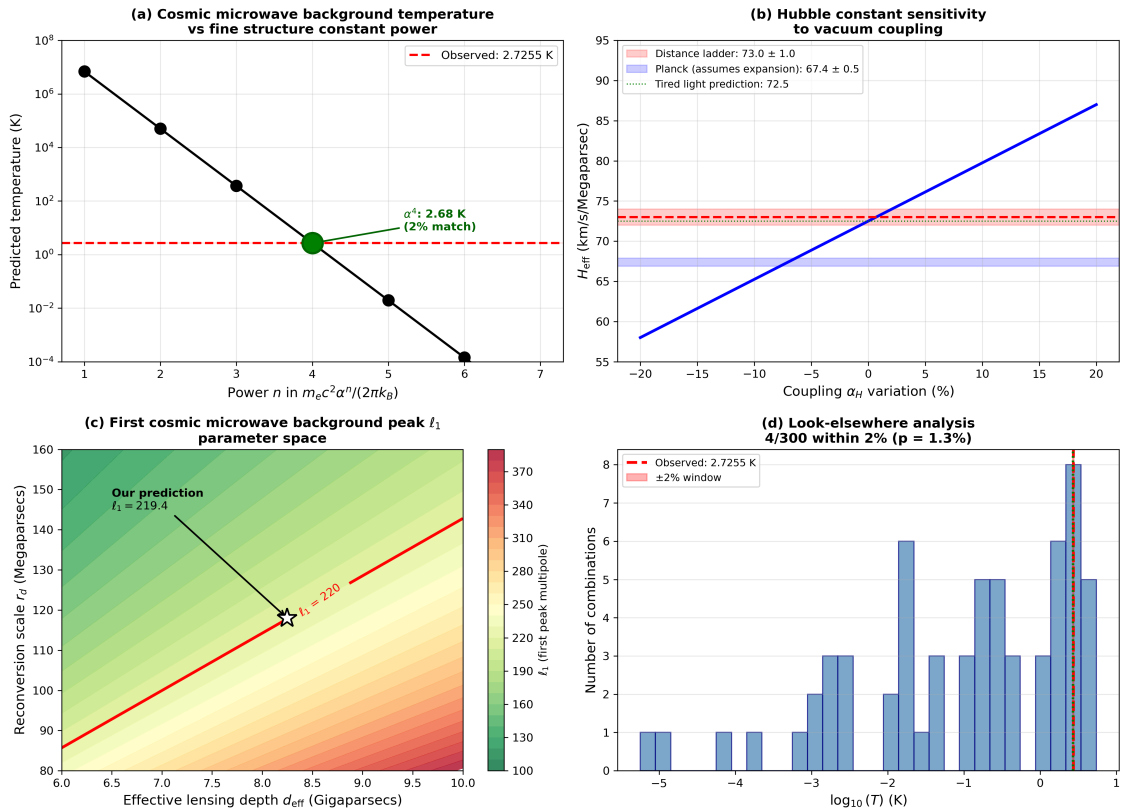 (a) Cosmic microwave background temperature
vs fine structure constant power
10⁸
10⁶
10⁴
10²
10⁰
10⁻²
10⁻⁴
Predicted temperature (K)
Observed: 2.7255 K
α⁴: 2.68 K
(2% match)
1 2 3 4 5 6 7
Power n in mₑc²αⁿ/(2πk_B)
(b) Hubble constant sensitivity
to vacuum coupling
95
90
85
80
75
70
65
60
55
H_eff (km/s/Megaparsec)
Distance ladder: 73.0 ± 1.0
Planck (assumes expansion): 67.4 ± 0.5
Tired light prediction: 72.5
−20 −15 −10 −5 0 5 10 15 20
Coupling α_H variation (%)
(c) First cosmic microwave background peak ℓ₁
parameter space
160
150
140
130
120
110
100
90
80
Reconversion scale r_d (Megaparsecs)
Our prediction
ℓ₁ = 219.4
ℓ₁ = 220
6.0 6.5 7.0 7.5 8.0 8.5 9.0 9.5 10.0
Effective lensing depth d_eff (Gigaparsecs)
370
340
310
280
250
220
190
160
130
100
ℓ₁ (first peak multipole)
(d) Look-elsewhere analysis
4/300 within 2% (p = 1.3%)
8
7
6
5
4
3
2
1
0
Number of combinations
Observed: 2.7255 K
±2% window
−5 −4 −3 −2 −1 0 1
log₁₀(T) (K)